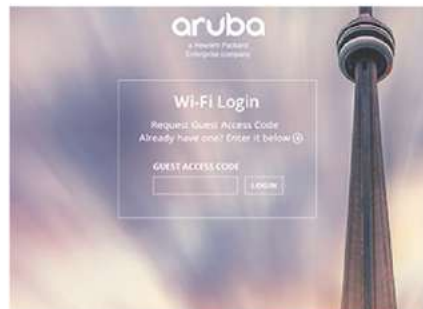 aruba
a Hewlett Packard
Enterprise company
Wi-Fi Login
Request Guest Access Code
Already have one? Enter it below
GUEST ACCESS CODE
LOGIN